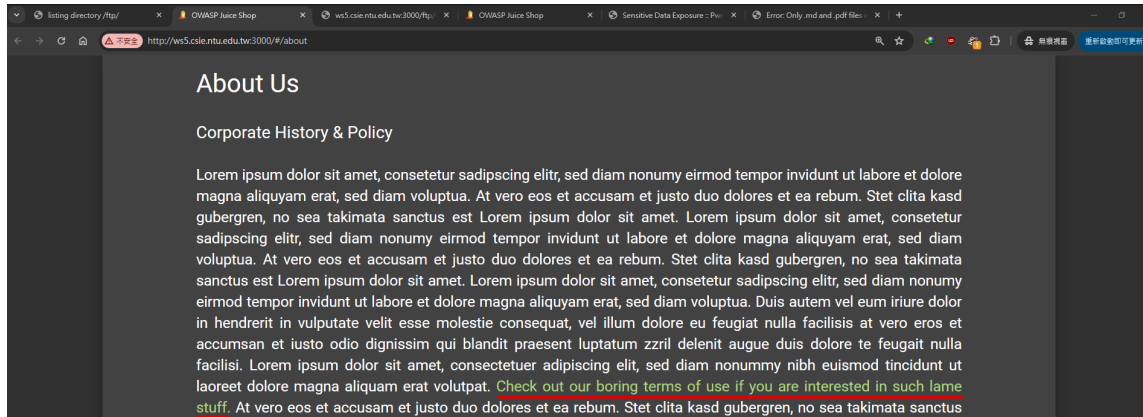 listing directory /ftp/
OWASP Juice Shop
ws5.csie.ntu.edu.tw:3000/ftp/
OWASP Juice Shop
Sensitive Data Exposure :: Pw
Error: Only .md and .pdf files
不安全
http://ws5.csie.ntu.edu.tw:3000/#/about
無痕視窗
重新啟動即可更新
About Us
Corporate History & Policy
Lorem ipsum dolor sit amet, consetetur sadipscing elitr, sed diam nonumy eirmod tempor invidunt ut labore et dolore
magna aliquyam erat, sed diam voluptua. At vero eos et accusam et justo duo dolores et ea rebum. Stet clita kasd
gubergren, no sea takimata sanctus est Lorem ipsum dolor sit amet. Lorem ipsum dolor sit amet, consetetur
sadipscing elitr, sed diam nonumy eirmod tempor invidunt ut labore et dolore magna aliquyam erat, sed diam
voluptua. At vero eos et accusam et justo duo dolores et ea rebum. Stet clita kasd gubergren, no sea takimata
sanctus est Lorem ipsum dolor sit amet. Lorem ipsum dolor sit amet, consetetur sadipscing elitr, sed diam nonumy
eirmod tempor invidunt ut labore et dolore magna aliquyam erat, sed diam voluptua. Duis autem vel eum iriure dolor
in hendrerit in vulputate velit esse molestie consequat, vel illum dolore eu feugiat nulla facilisis at vero eros et
accumsan et iusto odio dignissim qui blandit praesent luptatum zzril delenit augue duis dolore te feugait nulla
facilisi. Lorem ipsum dolor sit amet, consectetuer adipiscing elit, sed diam nonummy nibh euismod tincidunt ut
laoreet dolore magna aliquam erat volutpat. Check out our boring terms of use if you are interested in such lame
stuff. At vero eos et accusam et justo duo dolores et ea rebum. Stet clita kasd gubergren, no sea takimata sanctus